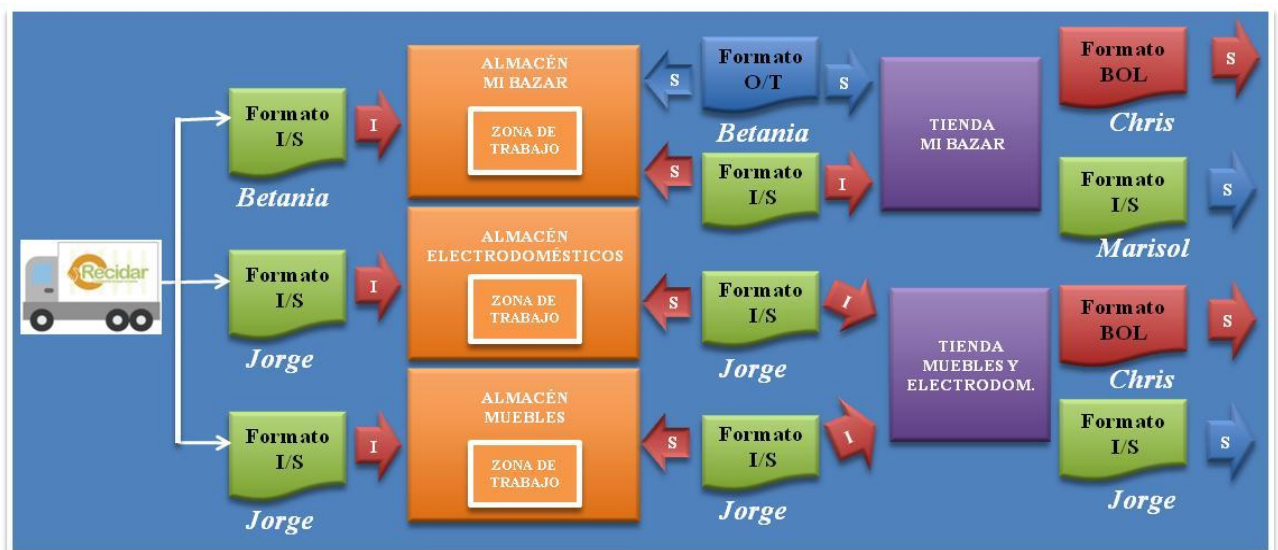 Recidar
Formato
I/S
Betania
I
Formato
I/S
Jorge
I
Formato
I/S
Jorge
I
ALMACÉN
MI BAZAR
ZONA DE
TRABAJO
ALMACÉN
ELECTRODOMÉSTICOS
ZONA DE
TRABAJO
ALMACÉN
MUEBLES
ZONA DE
TRABAJO
S
Formato
O/T
S
Betania
S
Formato
I/S
I
S
Formato
I/S
I
Jorge
S
Formato
I/S
I
Jorge
TIENDA
MI BAZAR
TIENDA
MUEBLES Y
ELECTRODOM.
Formato
BOL
S
Chris
Formato
I/S
S
Marisol
Formato
BOL
S
Chris
Formato
I/S
S
Jorge